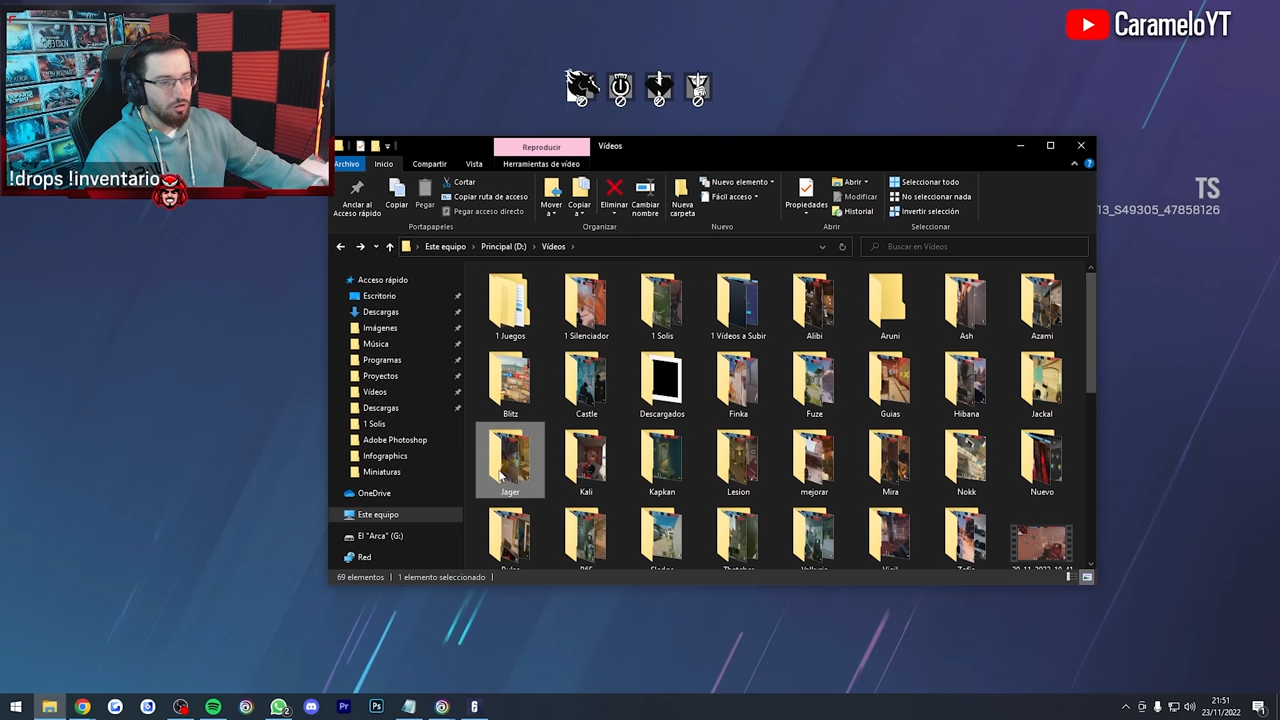 CarameloYT
!drops !inventario
TS
13_S49305_47858126
Reproducir
Vídeos
Archivo
Inicio
Compartir
Vista
Herramientas de vídeo
Anclar al
Acceso rápido
Copiar
Pegar
Cortar
Copiar ruta de acceso
Pegar acceso directo
Portapapeles
Mover
a
Copiar
a
Eliminar
Cambiar
nombre
Organizar
Nueva
carpeta
Nuevo elemento
Fácil acceso
Nuevo
Propiedades
Abrir
Modificar
Historial
Abrir
Seleccionar todo
No seleccionar nada
Invertir selección
Seleccionar
Este equipo
Principal (D:)
Vídeos
Buscar en Vídeos
Acceso rápido
Escritorio
Descargas
Imágenes
Música
Programas
Proyectos
Vídeos
Descargas
1 Solis
Adobe Photoshop
Infographics
Miniaturas
OneDrive
Este equipo
El "Arca" (G:)
Red
1 Juegos
1 Silenciador
1 Solis
1 Vídeos a Subir
Alibi
Aruni
Ash
Azami
Blitz
Castle
Descargados
Finka
Fuze
Guias
Hibana
Jackal
Jager
Kali
Kapkan
Lesion
mejorar
Mira
Nokk
Nuevo
69 elementos
1 elemento seleccionado
Pr
Ps
2
6
21:51
23/11/2022
1